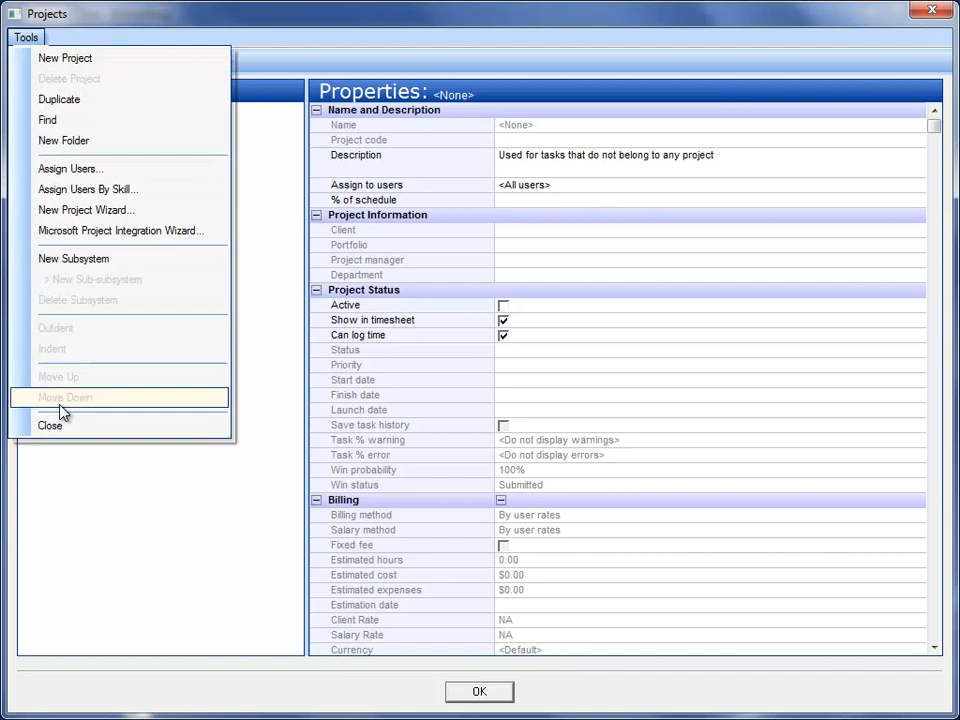 Projects
Tools
New Project
Delete Project
Duplicate
Find
New Folder
Assign Users...
Assign Users By Skill...
New Project Wizard...
Microsoft Project Integration Wizard...
New Subsystem
> New Sub-subsystem
Delete Subsystem
Outdent
Indent
Move Up
Move Down
Close
Properties: <None>
Name and Description
Name <None>
Project code
Description Used for tasks that do not belong to any project
Assign to users <All users>
% of schedule
Project Information
Client
Portfolio
Project manager
Department
Project Status
Active
Show in timesheet
Can log time
Status
Priority
Start date
Finish date
Launch date
Save task history
Task % warning <Do not display warnings>
Task % error <Do not display errors>
Win probability 100%
Win status Submitted
Billing
Billing method By user rates
Salary method By user rates
Fixed fee
Estimated hours 0.00
Estimated cost $0.00
Estimated expenses $0.00
Estimation date
Client Rate NA
Salary Rate NA
Currency <Default>
OK